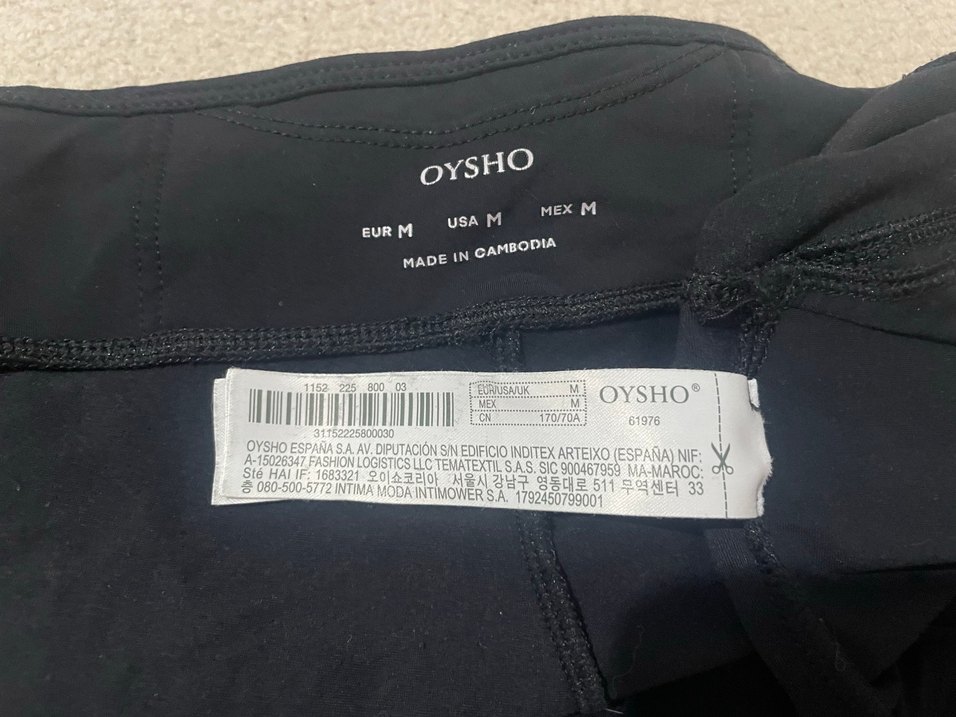 OYSHO
EUR M USA M MEX M
MADE IN CAMBODIA
1152 225 800 03
31152225800030
EUR/USA/UK M
MEX M
CN 170/70A
OYSHO®
61976
OYSHO ESPAÑA S.A. AV. DIPUTACIÓN S/N EDIFICIO INDITEX ARTEIXO (ESPAÑA) NIF:
A-15026347 FASHION LOGISTICS LLC TEMATEXTIL S.A.S. SIC 900467959 MA-MAROC:
Sté HAI IF: 1683321 오이쇼코리아 서울시 강남구 영동대로 511 무역센터 33
층 080-500-5772 INTIMA MODA INTIMOWER S.A. 1792450799001